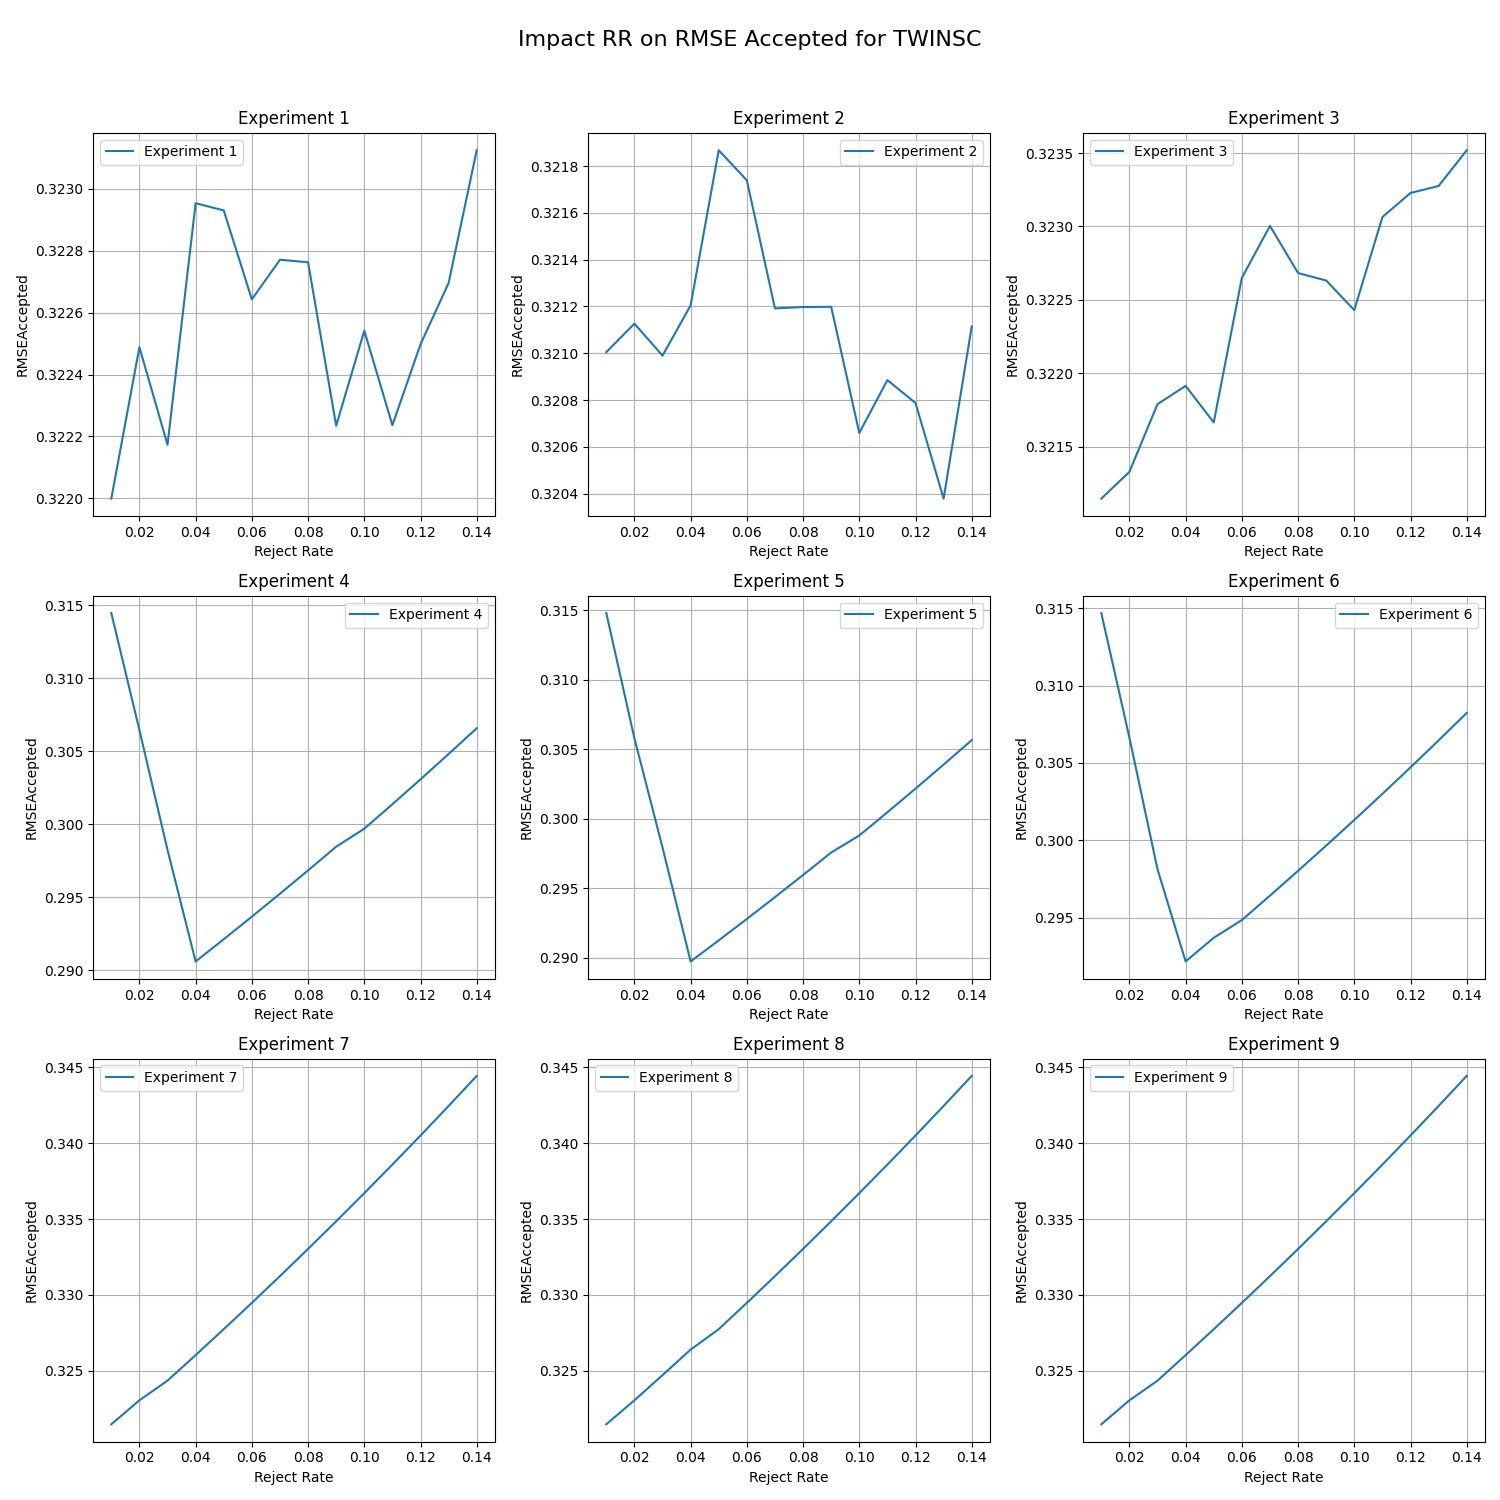 Impact RR on RMSE Accepted for TWINSC
Experiment 1
Experiment 1
RMSEAccepted
0.3230
0.3228
0.3226
0.3224
0.3222
0.3220
0.02 0.04 0.06 0.08 0.10 0.12 0.14
Reject Rate
Experiment 2
Experiment 2
RMSEAccepted
0.3218
0.3216
0.3214
0.3212
0.3210
0.3208
0.3206
0.3204
0.02 0.04 0.06 0.08 0.10 0.12 0.14
Reject Rate
Experiment 3
Experiment 3
RMSEAccepted
0.3235
0.3230
0.3225
0.3220
0.3215
0.02 0.04 0.06 0.08 0.10 0.12 0.14
Reject Rate
Experiment 4
Experiment 4
RMSEAccepted
0.315
0.310
0.305
0.300
0.295
0.290
0.02 0.04 0.06 0.08 0.10 0.12 0.14
Reject Rate
Experiment 5
Experiment 5
RMSEAccepted
0.315
0.310
0.305
0.300
0.295
0.290
0.02 0.04 0.06 0.08 0.10 0.12 0.14
Reject Rate
Experiment 6
Experiment 6
RMSEAccepted
0.315
0.310
0.305
0.300
0.295
0.02 0.04 0.06 0.08 0.10 0.12 0.14
Reject Rate
Experiment 7
Experiment 7
RMSEAccepted
0.345
0.340
0.335
0.330
0.325
0.02 0.04 0.06 0.08 0.10 0.12 0.14
Reject Rate
Experiment 8
Experiment 8
RMSEAccepted
0.345
0.340
0.335
0.330
0.325
0.02 0.04 0.06 0.08 0.10 0.12 0.14
Reject Rate
Experiment 9
Experiment 9
RMSEAccepted
0.345
0.340
0.335
0.330
0.325
0.02 0.04 0.06 0.08 0.10 0.12 0.14
Reject Rate